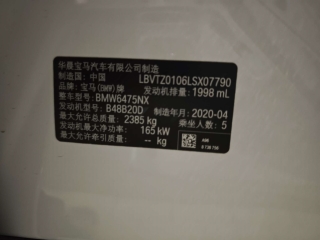 华晨宝马汽车有限公司制造
制造国：中国 LBVTZ0106LSX07790
品牌：宝马(BMW)牌 发动机排量：1998 mL
整车型号：BMW6475NX
发动机型号：B48B20D 制造年月：2020-04
最大允许总质量：2385 kg 乘坐人数：5
发动机最大净功率：165 kW
最大允许牵引质量：-- kg